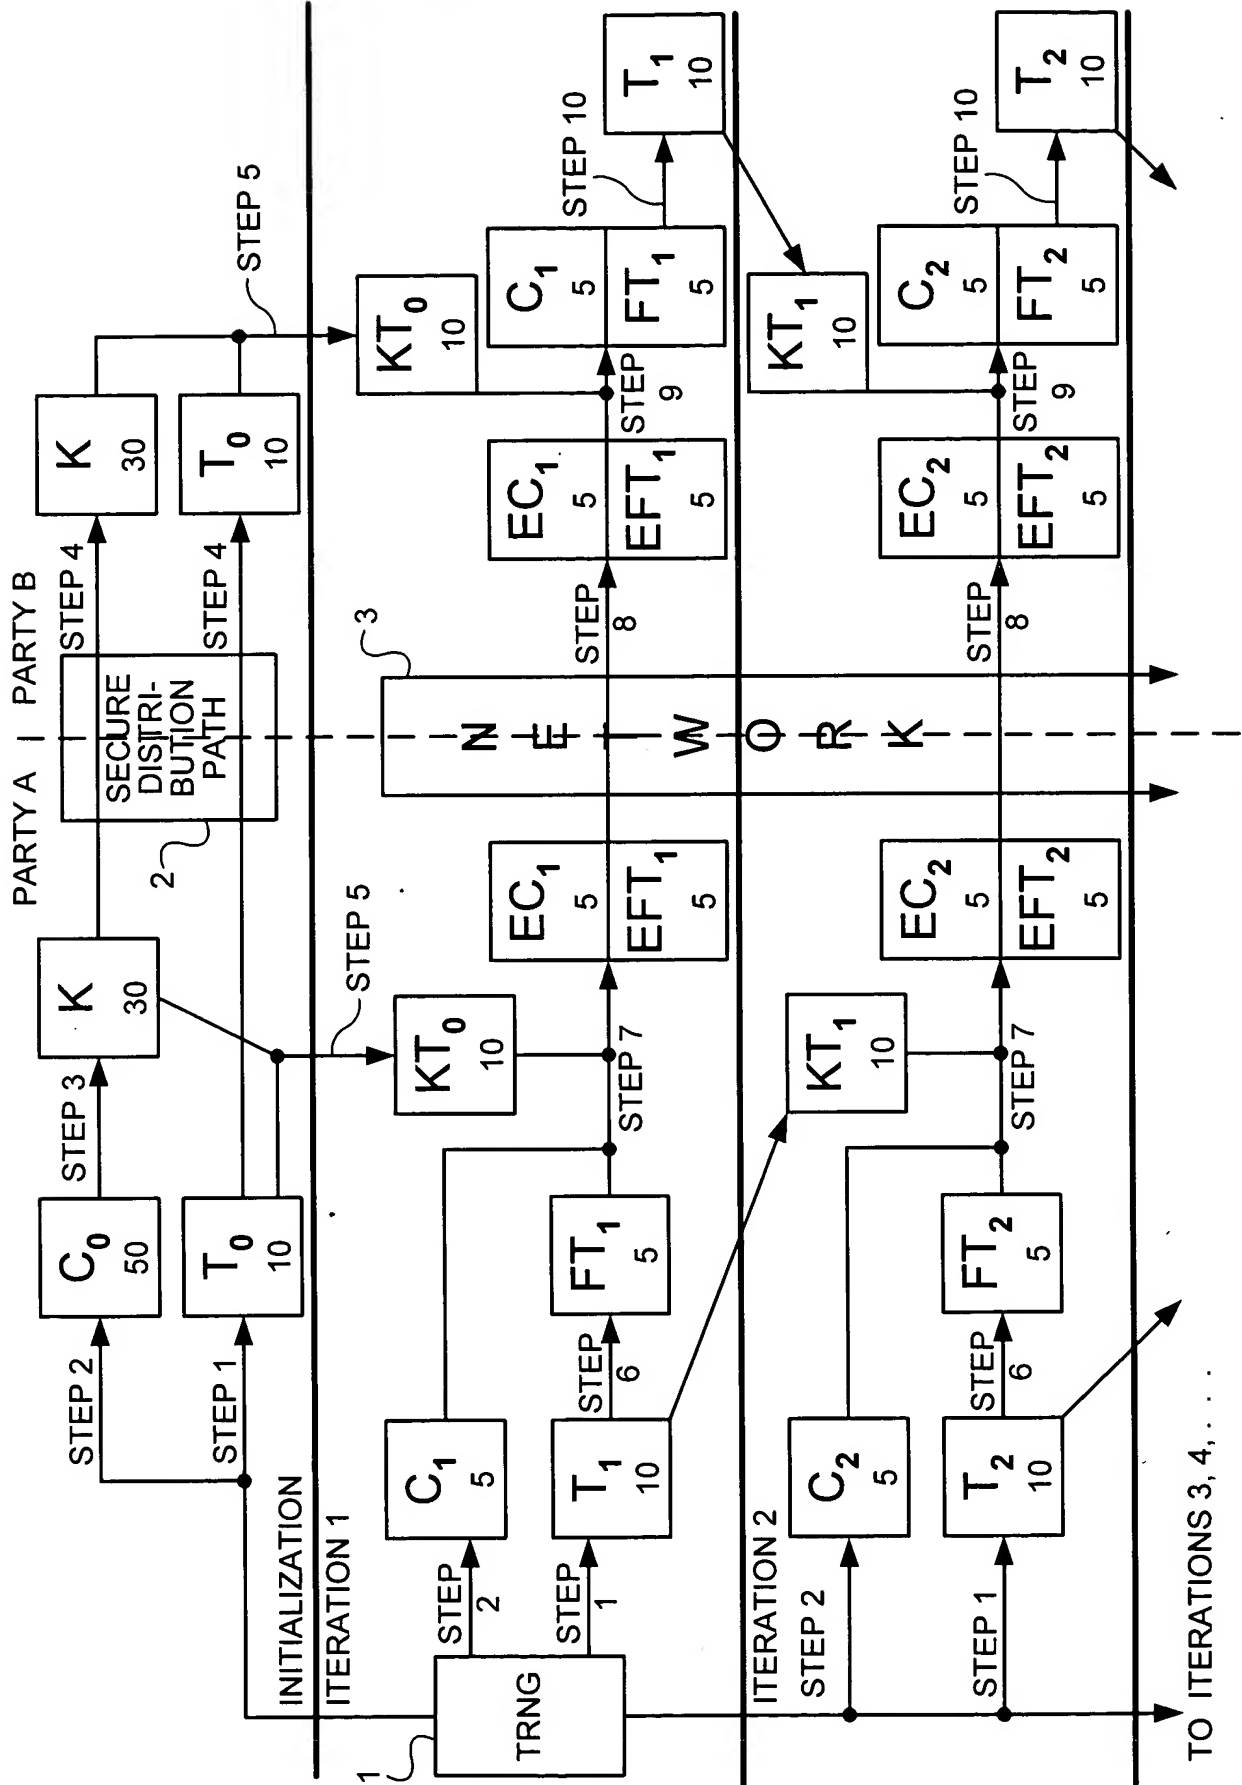 PARTY A | PARTY B
STEP 2
C0
50
STEP 3
K
30
SECURE
DISTRI-
BUTION
PATH
STEP 4
K
30
STEP 1
T0
10
2
STEP 4
T0
10
STEP 5
INITIALIZATION
ITERATION 1
STEP 5
3
KT0
10
KT0
10
1
TRNG
STEP
2
C1
5
STEP
1
T1
10
STEP
6
FT1
5
STEP 7
EC1
5
EFT1
5
NETWORK
STEP
8
EC1
5
EFT1
5
STEP
9
C1
5
FT1
5
STEP 10
T1
10
ITERATION 2
KT1
10
KT1
10
STEP 2
C2
5
STEP 1
T2
10
STEP
6
FT2
5
STEP 7
EC2
5
EFT2
5
STEP
8
EC2
5
EFT2
5
STEP
9
C2
5
FT2
5
STEP 10
T2
10
TO ITERATIONS 3, 4, . . .